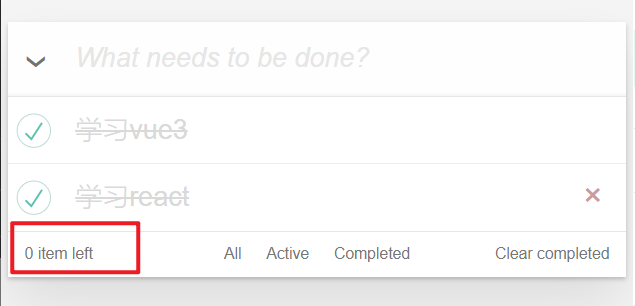 What needs to be done?
学习vue3
学习react
0 item left All Active Completed Clear completed